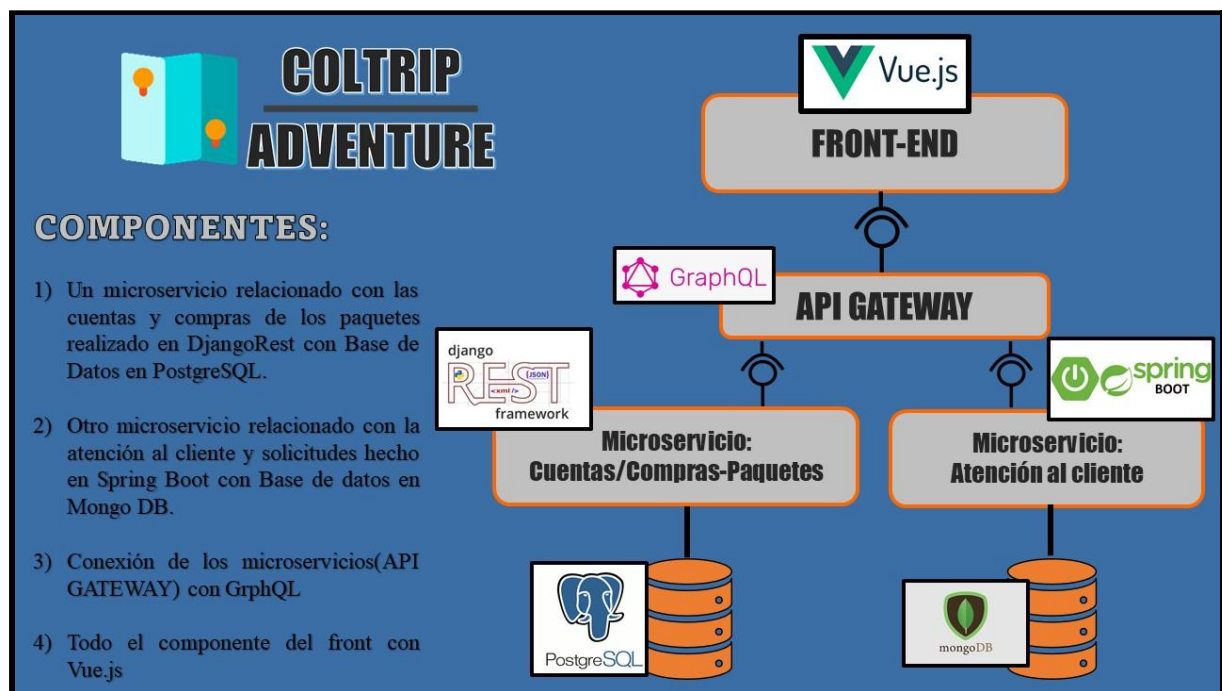 COLTRIP
ADVENTURE
COMPONENTES:
1) Un microservicio relacionado con las
cuentas y compras de los paquetes
realizado en DjangoRest con Base de
Datos en PostgreSQL.
2) Otro microservicio relacionado con la
atención al cliente y solicitudes hecho
en Spring Boot con Base de datos en
Mongo DB.
3) Conexión de los microservicios(API
GATEWAY) con GrphQL
4) Todo el componente del front con
Vue.js
Vue.js
FRONT-END
GraphQL
API GATEWAY
django
REST
{JSON}
<xml />
framework
spring
BOOT
Microservicio:
Cuentas/Compras-Paquetes
Microservicio:
Atención al cliente
PostgreSQL
mongoDB